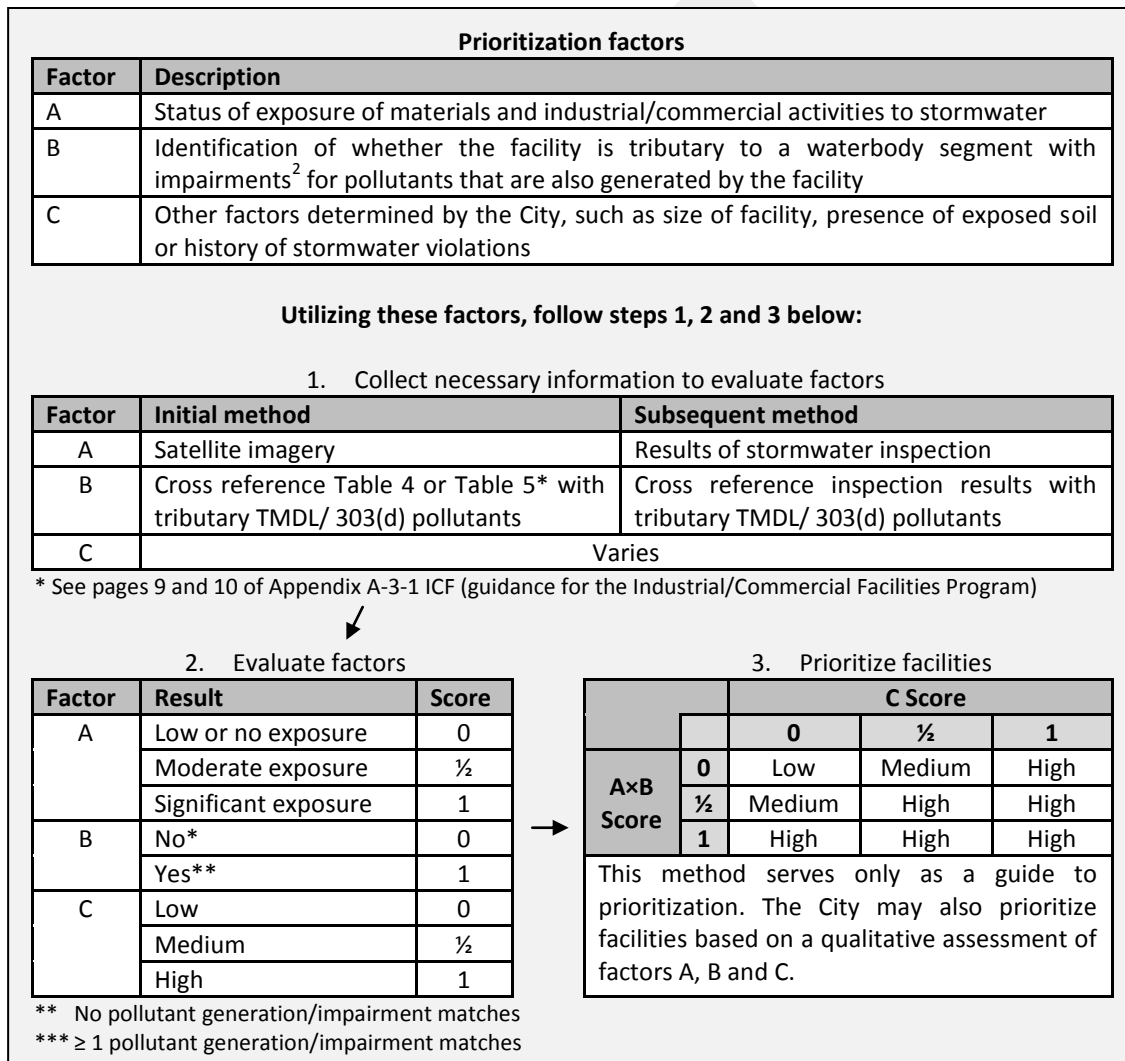 Prioritization factors
Factor Description
A Status of exposure of materials and industrial/commercial activities to stormwater
B Identification of whether the facility is tributary to a waterbody segment with
impairments² for pollutants that are also generated by the facility
C Other factors determined by the City, such as size of facility, presence of exposed soil
or history of stormwater violations
Utilizing these factors, follow steps 1, 2 and 3 below:
1. Collect necessary information to evaluate factors
Factor Initial method Subsequent method
A Satellite imagery Results of stormwater inspection
B Cross reference Table 4 or Table 5* with Cross reference inspection results with
tributary TMDL/ 303(d) pollutants tributary TMDL/ 303(d) pollutants
C Varies
* See pages 9 and 10 of Appendix A-3-1 ICF (guidance for the Industrial/Commercial Facilities Program)
2. Evaluate factors
Factor Result Score
A Low or no exposure 0
Moderate exposure ½
Significant exposure 1
B No* 0
Yes** 1
C Low 0
Medium ½
High 1
** No pollutant generation/impairment matches
*** ≥ 1 pollutant generation/impairment matches
3. Prioritize facilities
C Score
0 ½ 1
A×B Score
0 Low Medium High
½ Medium High High
1 High High High
This method serves only as a guide to
prioritization. The City may also prioritize
facilities based on a qualitative assessment of
factors A, B and C.